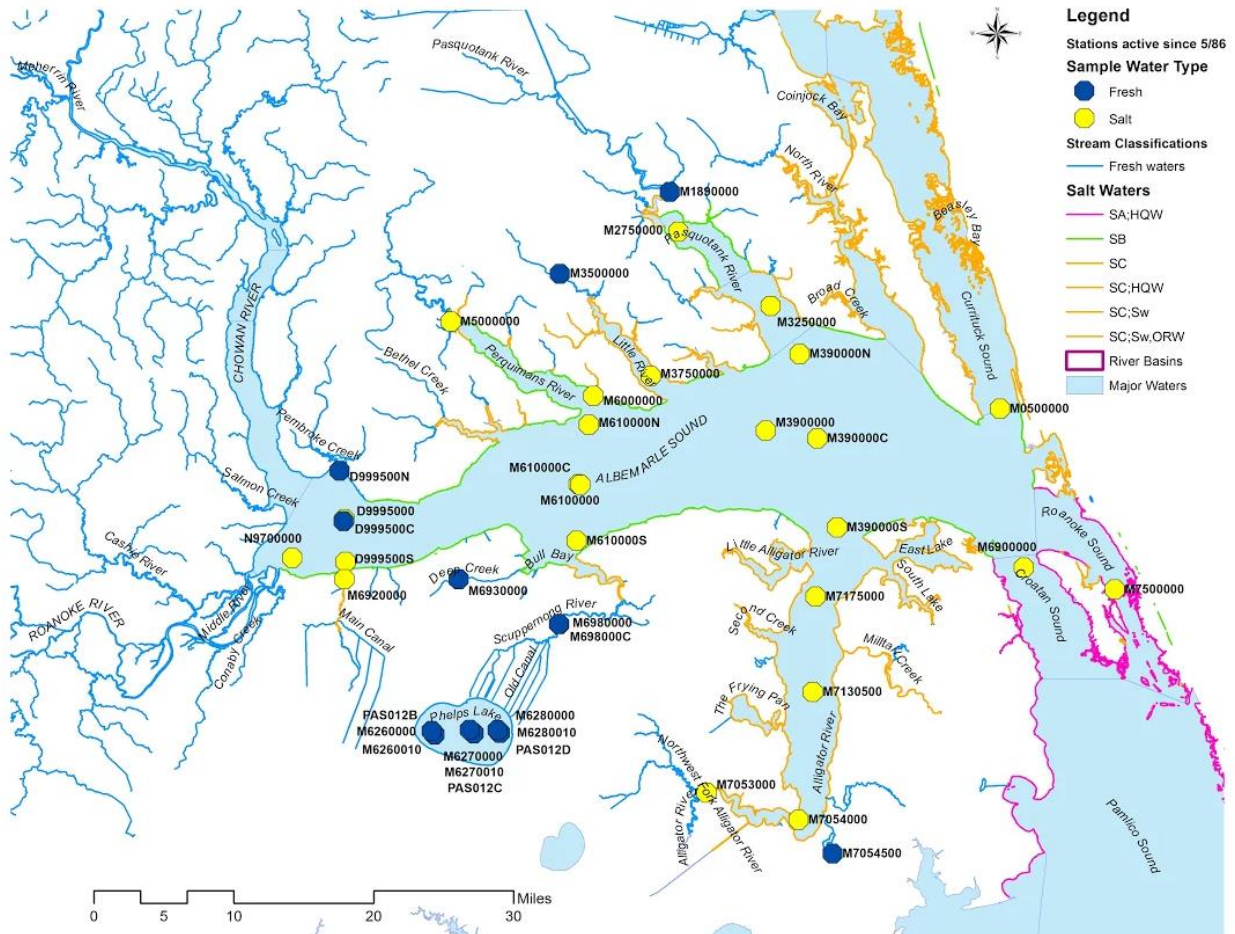 Legend
Stations active since 5/86
Sample Water Type
Fresh
Salt
Stream Classifications
Fresh waters
Salt Waters
SA;HQW
SB
SC
SC;HQW
SC;Sw
SC;Sw,ORW
River Basins
Major Waters
Meherrin River
Pasquotank River
Coinjock Bay
North River
Beasley Bay
M1890000
M2750000
Pasquotank River
M3500000
CHOWAN RIVER
M5000000
M3250000
Broad Creek
Currituck Sound
Bethel Creek
Perquimans River
Little River
M390000N
M3750000
M6000000
M0500000
M610000N
M3900000
M390000C
Pembroke Creek
ALBEMARLE SOUND
M610000C
M6100000
D999500N
Salmon Creek
D9995000
D999500C
N9700000
M390000S
Roanoke Sound
Cashie River
D999500S
M610000S
Bull Bay
Little Alligator River
East Lake
M6900000
Deep Creek
M6930000
M6920000
South Lake
Croatan Sound
M7500000
M7175000
ROANOKE RIVER
Middle River
Conaby Creek
Main Canal
Scuppernong River
M6980000
M698000C
Second Creek
Milltail Creek
Old Canal
M7130500
The Frying Pan
PAS012B
M6260000
M6260010
Phelps Lake
M6270000
M6270010
PAS012C
M6280000
M6280010
PAS012D
Northwest Fork Alligator River
Alligator River
M7053000
Alligator River
M7054000
M7054500
Pamlico Sound
Miles
0 5 10 20 30